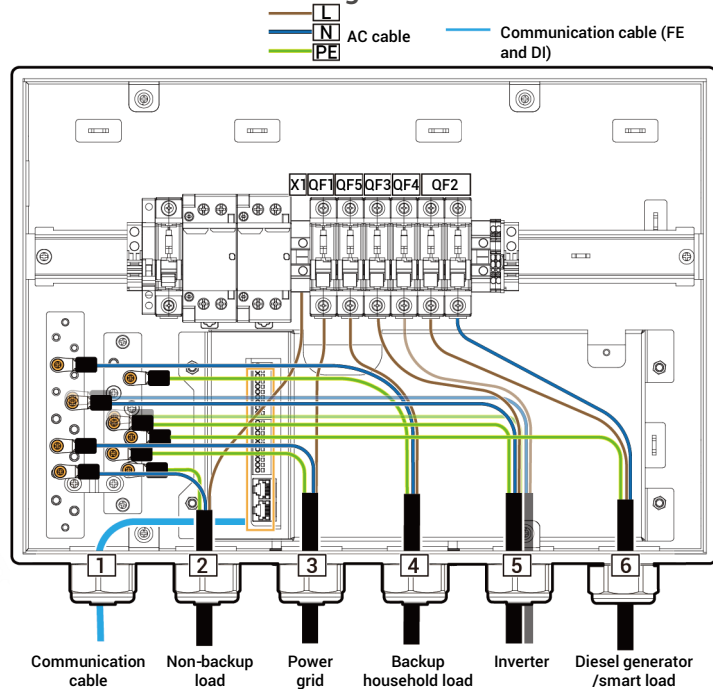 L
N AC cable
PE
Communication cable (FE
and DI)
X1 QF1 QF5 QF3 QF4 QF2
1 2 3 4 5 6
Communication
cable
Non-backup
load
Power
grid
Backup
household load
Inverter
Diesel generator
/smart load